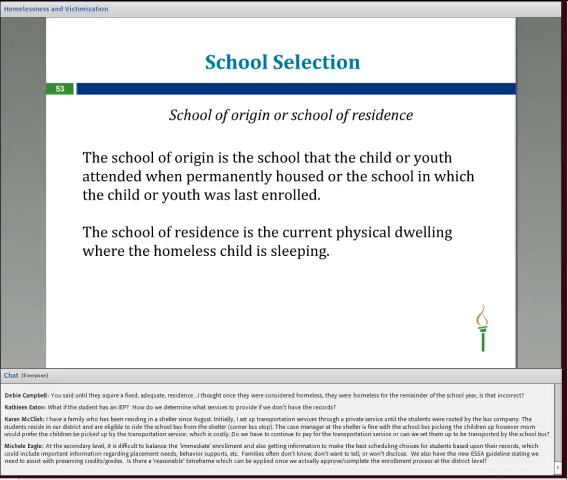 Homelessness and Victimization
School Selection
53
School of origin or school of residence
The school of origin is the school that the child or youth
attended when permanently housed or the school in which
the child or youth was last enrolled.
The school of residence is the current physical dwelling
where the homeless child is sleeping.
Chat (Everyone)
Debie Campbell: You said until they aquire a fixed, adequate, residence...I thought once they were considered homeless, they were homeless for the remainder of the school year, is that incorrect?
Kathleen Eaton: What if the student has an IEP? How do we determine what services to provide if we don't have the records?
Karen McClish: I have a family who has been residing in a shelter since August. Initially, I set up transportation services through a private service until the students were routed by the bus company. The
students reside in our district and are eligible to ride the school bus from the shelter (corner bus stop). The case manager at the shelter is fine with the school bus picking the children up however mom
would prefer the children be picked up by the transportation service; which is costly. Do we have to continue to pay for the transportation service or can we set them up to be transported by the school bus?
Michele Eagle: At the secondary level, it is difficult to balance the 'immediate' enrollment and also getting information to make the best scheduling choices for students based upon their records, which
could include important information regarding placement needs, behavior supports, etc. Families often don't know, don't want to tell, or won't disclose. We also have the new ESSA guideline stating we
need to assist with preserving credits/grades. Is there a 'reasonable' timeframe which can be applied once we actually approve/complete the enrollment process at the district level?